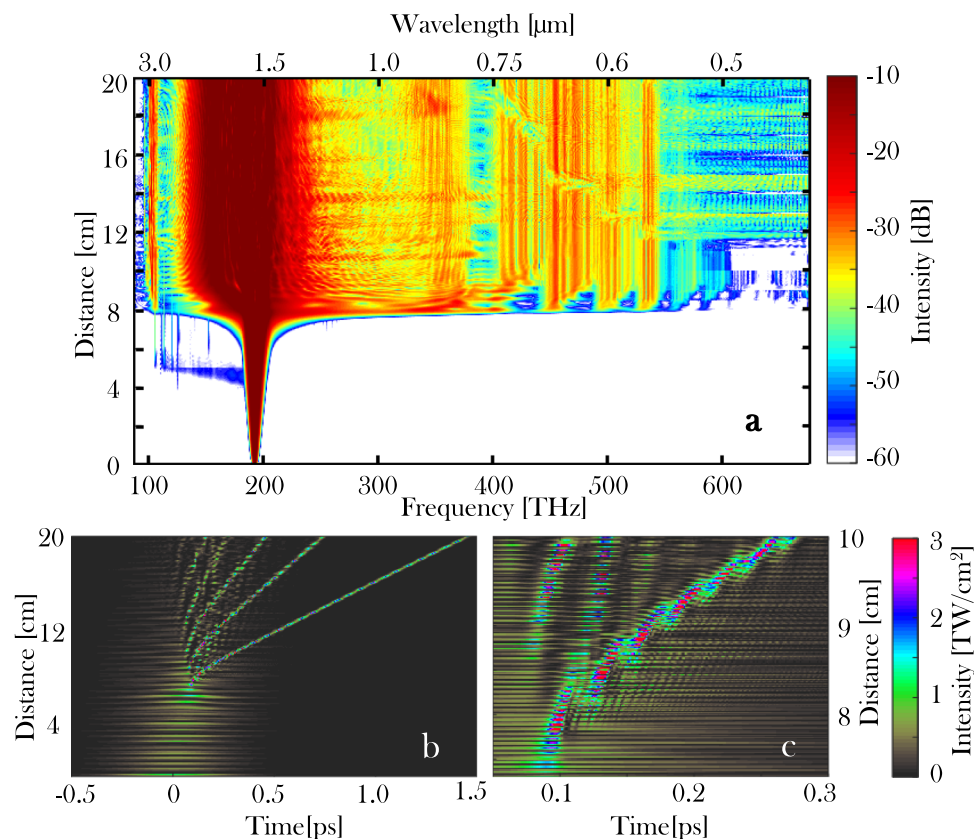 Wavelength [μm]
3.0 1.5 1.0 0.75 0.6 0.5
20
16
12
8
4
0
Distance [cm]
a
-10
-20
-30
-40
-50
-60
Intensity [dB]
100 200 300 400 500 600
Frequency [THz]
20
12
4
Distance [cm]
b
-0.5 0 0.5 1.0 1.5
Time[ps]
c
10
9
8
Distance [cm]
0.1 0.2 0.3
Time[ps]
3
2
1
0
Intensity [TW/cm²]